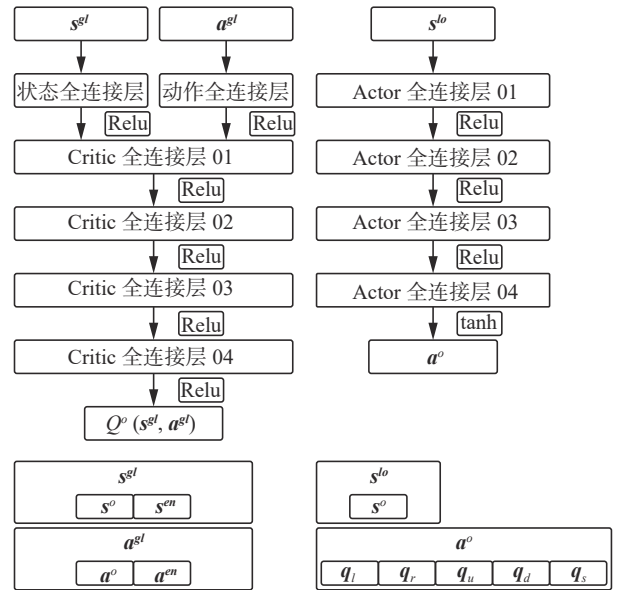 s^gl
a^gl
状态全连接层
动作全连接层
Relu
Relu
Critic 全连接层 01
Relu
Critic 全连接层 02
Relu
Critic 全连接层 03
Relu
Critic 全连接层 04
Relu
Q^o (s^gl, a^gl)
s^lo
Actor 全连接层 01
Relu
Actor 全连接层 02
Relu
Actor 全连接层 03
Relu
Actor 全连接层 04
tanh
a^o
s^gl
s^o s^en
a^gl
a^o a^en
s^lo
s^o
a^o
q_l q_r q_u q_d q_s